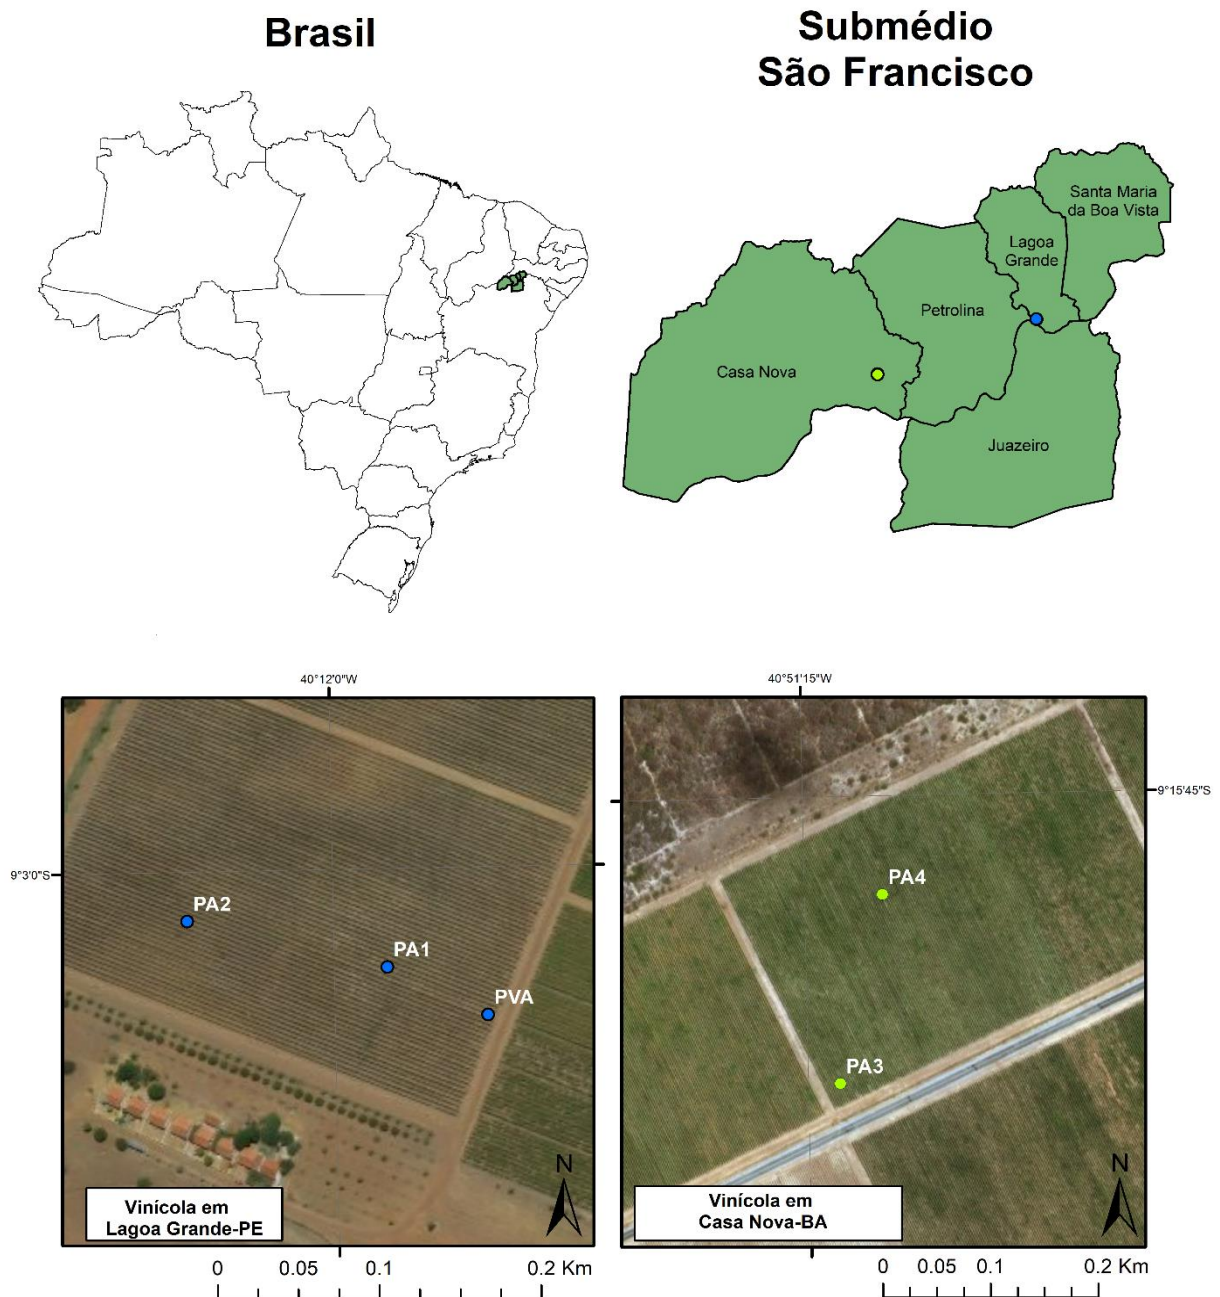 Brasil
Submédio
São Francisco
Santa Maria
da Boa Vista
Lagoa
Grande
Petrolina
Casa Nova
Juazeiro
40°12'0"W
9°3'0"S
PA2
PA1
PVA
N
Vinícola em
Lagoa Grande-PE
0 0.05 0.1 0.2 Km
40°51'15"W
9°15'45"S
PA4
PA3
N
Vinícola em
Casa Nova-BA
0 0.05 0.1 0.2 Km